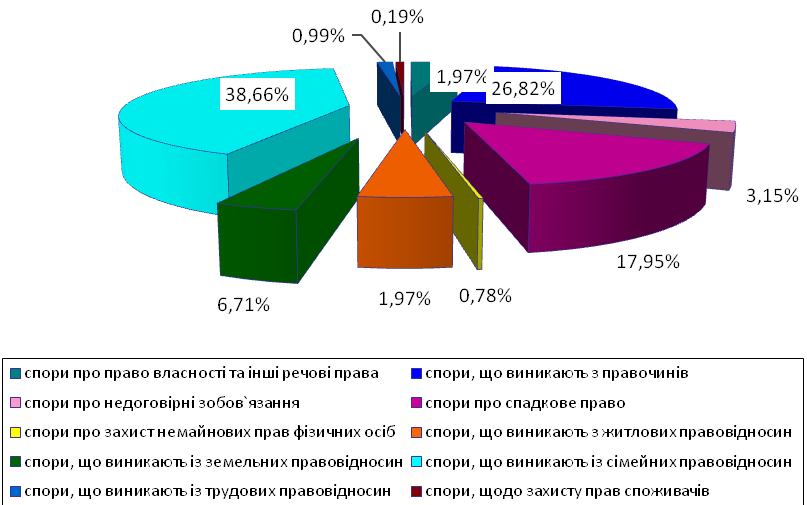 0,19%
0,99%
1,97%
26,82%
38,66%
3,15%
17,95%
0,78%
1,97%
6,71%
спори про право власності та інші речові права
спори, що виникають з правочинів
спори про недоговірні зобов`язання
спори про спадкове право
спори про захист немайнових прав фізичних осіб
спори, що виникають з житлових правовідносин
спори, що виникають із земельних правовідносин
спори, що виникають із сімейних правовідносин
спори, що виникають із трудових правовідносин
спори, щодо захисту прав споживачів